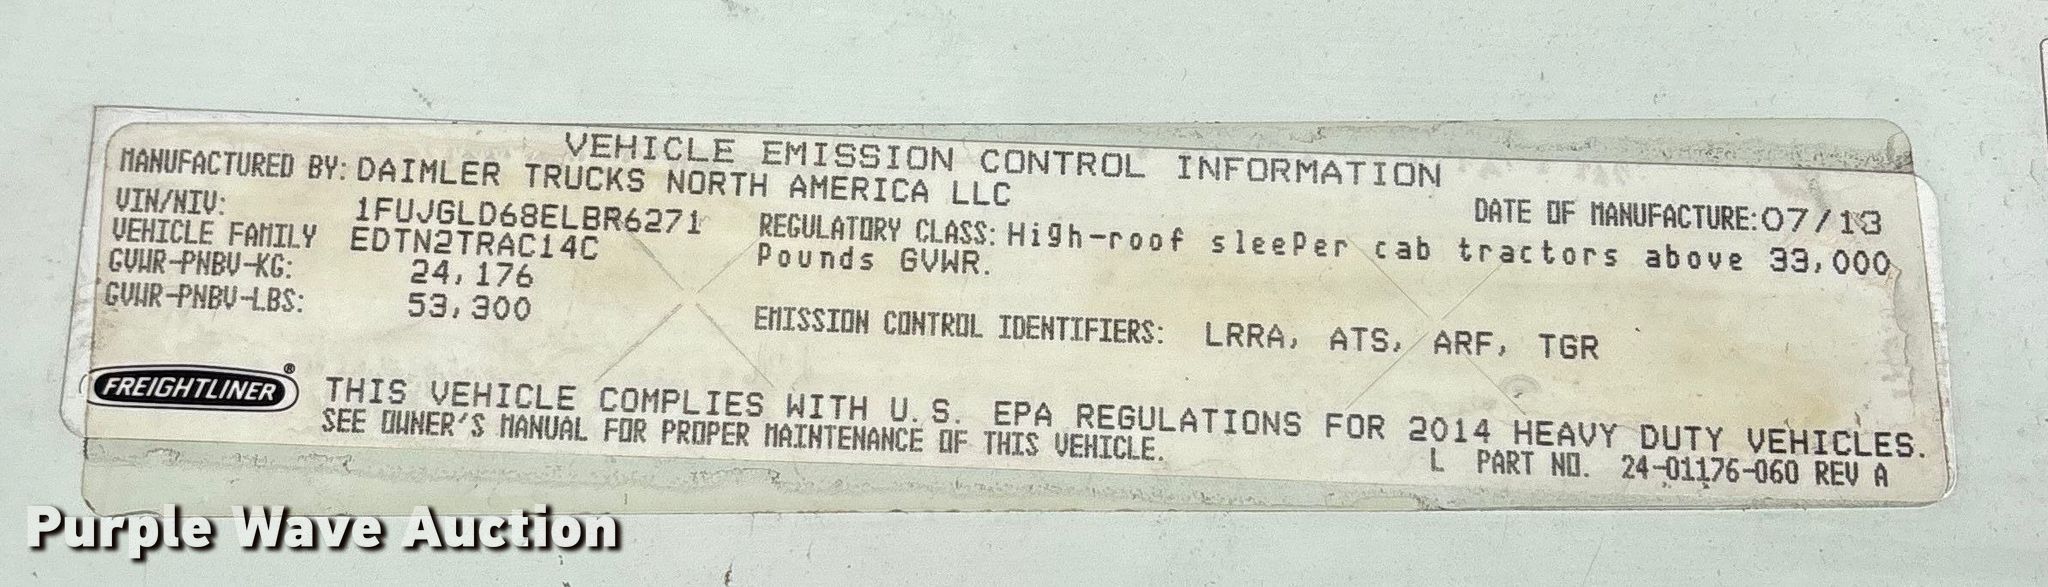 VEHICLE EMISSION CONTROL INFORMATION
MANUFACTURED BY: DAIMLER TRUCKS NORTH AMERICA LLC
DATE OF MANUFACTURE: 07/13
VIN/NIV: 1FUJGLD68ELBR6271
VEHICLE FAMILY EDTN2TRAC14C
GVWR-PNBV-KG: 24,176
GVWR-PNBV-LBS: 53,300
REGULATORY CLASS: High-roof sleeper cab tractors above 33,000
Pounds GVWR.
EMISSION CONTROL IDENTIFIERS: LRRA, ATS, ARF, TGR
FREIGHTLINER®
THIS VEHICLE COMPLIES WITH U.S. EPA REGULATIONS FOR 2014 HEAVY DUTY VEHICLES.
SEE OWNER'S MANUAL FOR PROPER MAINTENANCE OF THIS VEHICLE.
L PART NO. 24-01176-060 REV A
Purple Wave Auction